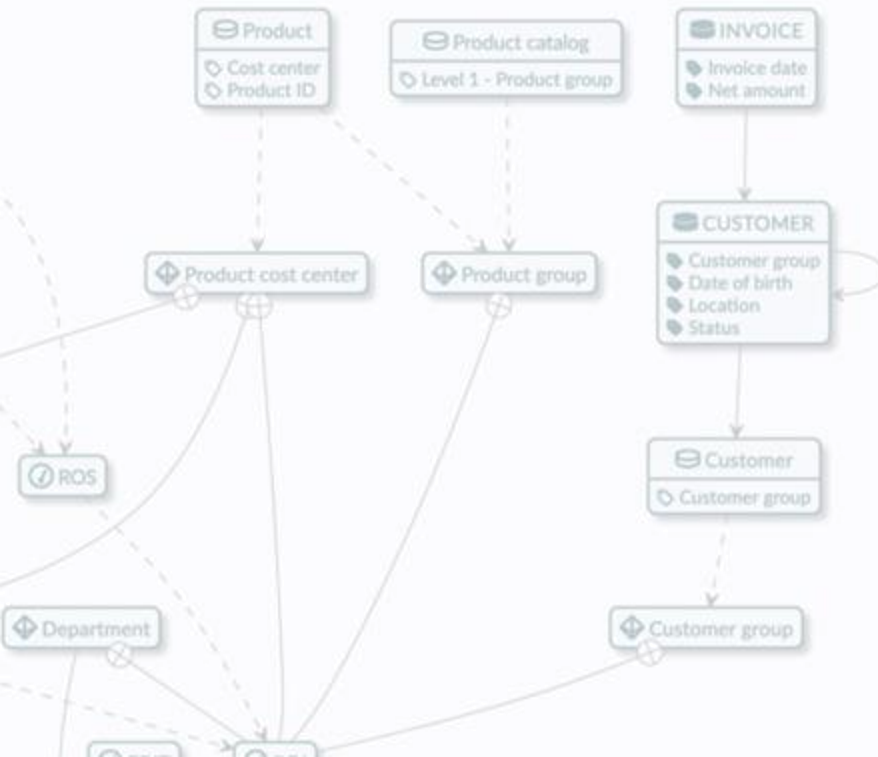 Product
Cost center
Product ID
Product catalog
Level 1 - Product group
INVOICE
Invoice date
Net amount
CUSTOMER
Customer group
Date of birth
Location
Status
Product cost center
Product group
ROS
Customer
Customer group
Department
Customer group